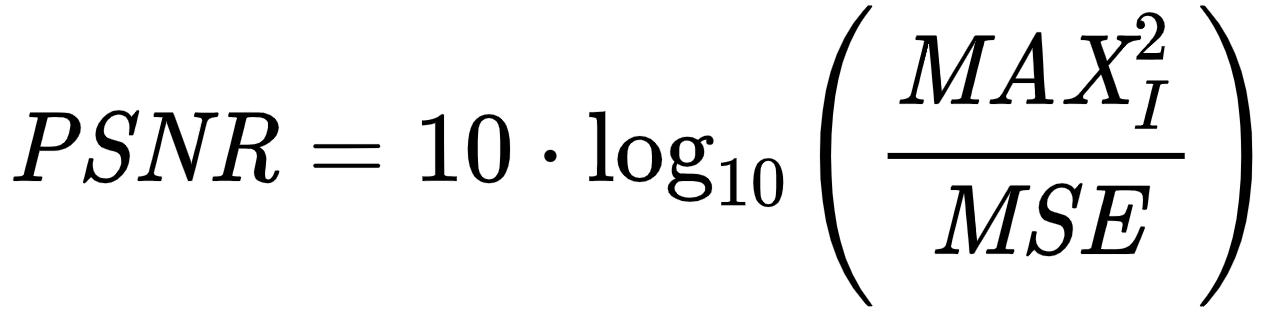 PSNR = 10 · log₁₀ (MAX_I² / MSE)